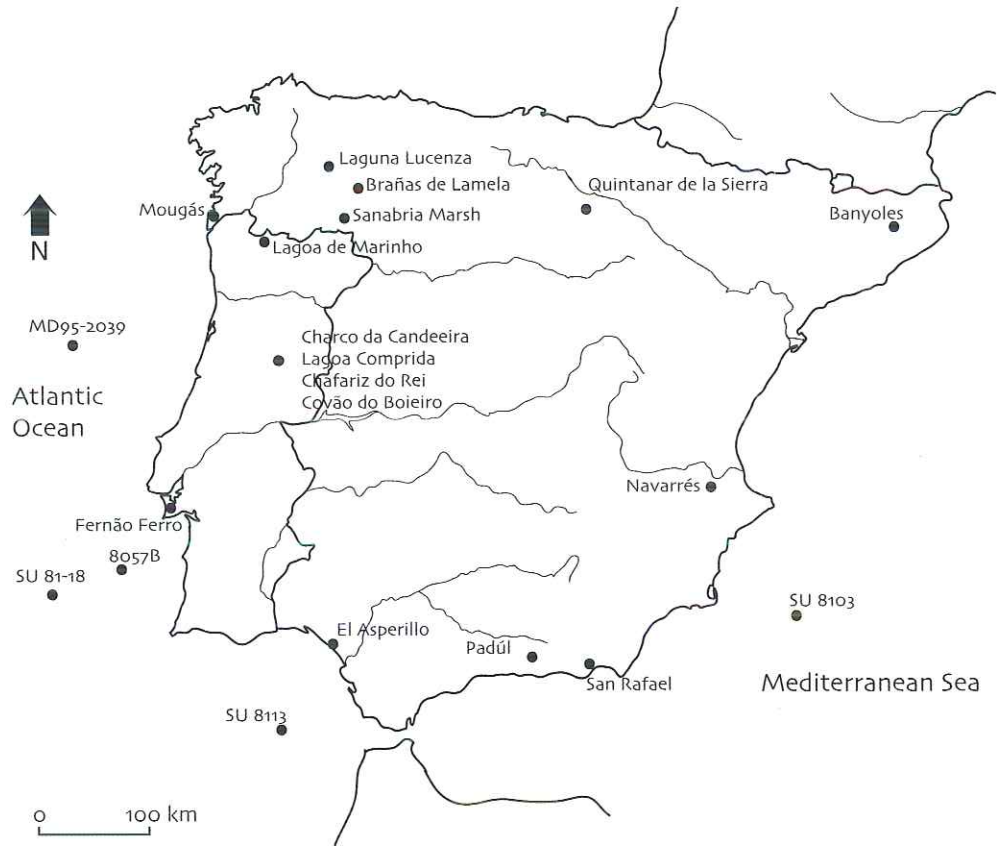 Laguna Lucenza
Brañas de Lamela
Quintanar de la Sierra
Mougás
Sanabria Marsh
Banyoles
N
Lagoa de Marinho
MD95-2039
Charco da Candeeira
Lagoa Comprida
Chafariz do Rei
Covão do Boieiro
Atlantic
Ocean
Navarrés
Fernão Ferro
8057B
SU 81-18
SU 8103
El Asperillo
Padúl
San Rafael
Mediterranean Sea
SU 8113
0 100 km